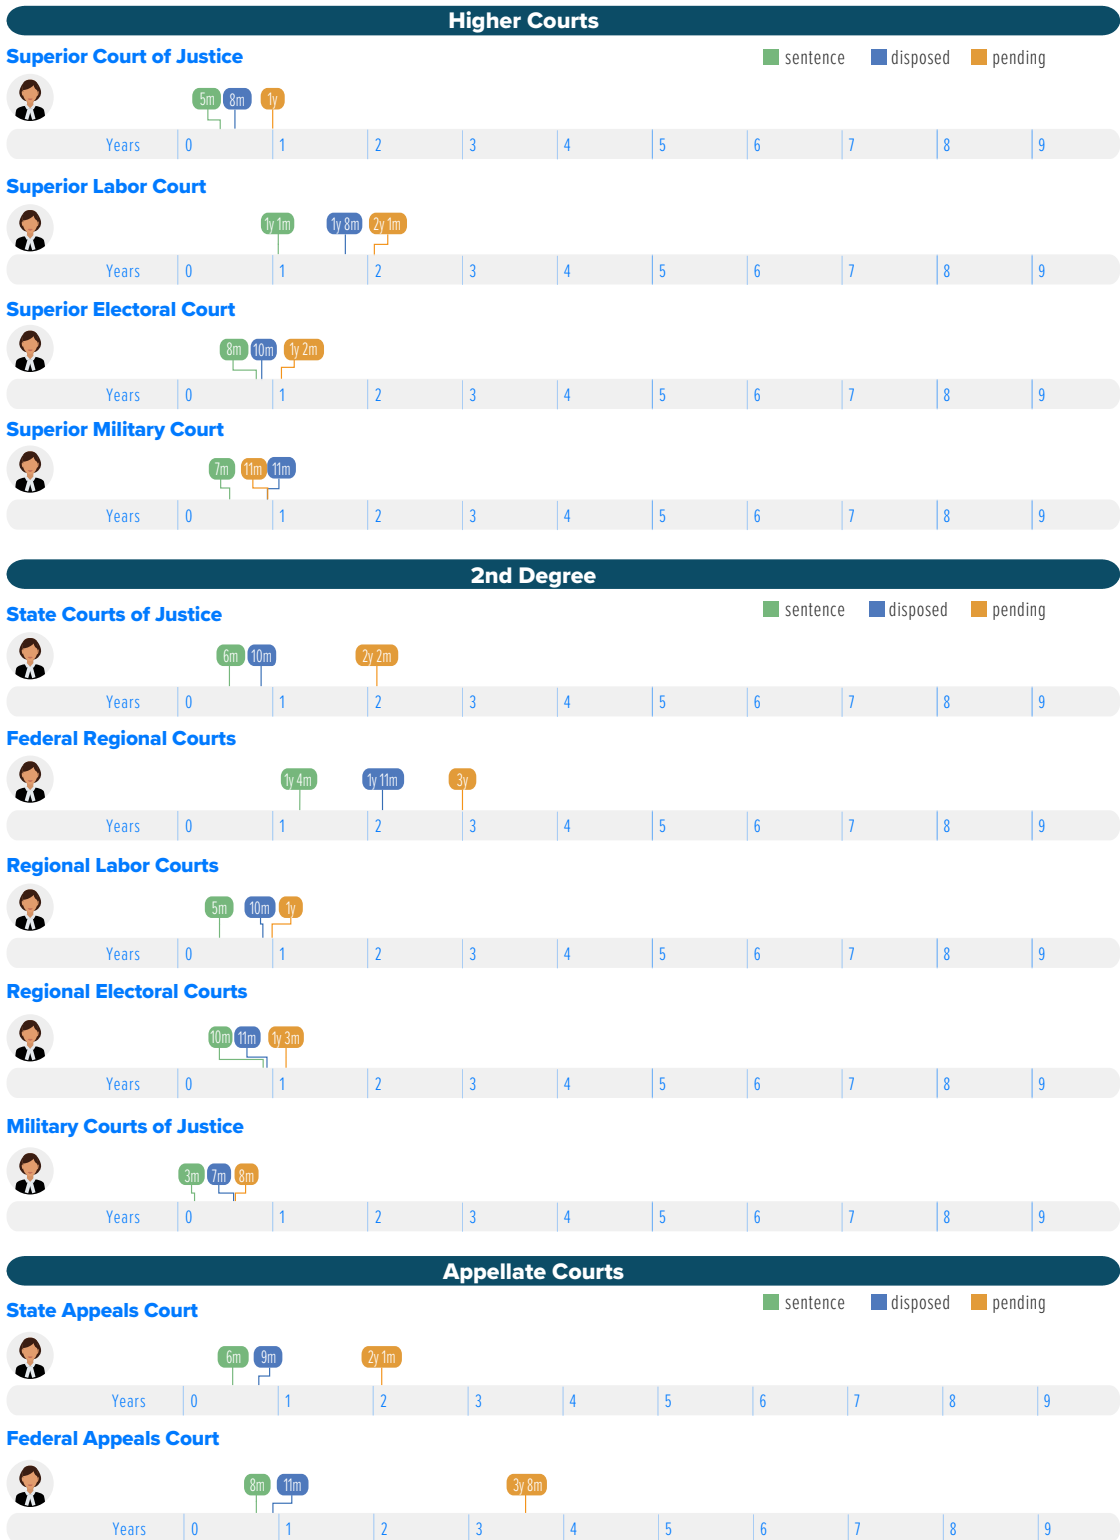 Higher Courts
Superior Court of Justice
sentence disposed pending
5m 8m 1y
Years 0 1 2 3 4 5 6 7 8 9
Superior Labor Court
1y 1m 1y 8m 2y 1m
Years 0 1 2 3 4 5 6 7 8 9
Superior Electoral Court
8m 10m 1y 2m
Years 0 1 2 3 4 5 6 7 8 9
Superior Military Court
7m 11m 11m
Years 0 1 2 3 4 5 6 7 8 9
2nd Degree
State Courts of Justice
sentence disposed pending
6m 10m 2y 2m
Years 0 1 2 3 4 5 6 7 8 9
Federal Regional Courts
1y 4m 1y 11m 3y
Years 0 1 2 3 4 5 6 7 8 9
Regional Labor Courts
5m 10m 1y
Years 0 1 2 3 4 5 6 7 8 9
Regional Electoral Courts
10m 11m 1y 3m
Years 0 1 2 3 4 5 6 7 8 9
Military Courts of Justice
3m 7m 8m
Years 0 1 2 3 4 5 6 7 8 9
Appellate Courts
State Appeals Court
sentence disposed pending
6m 9m 2y 1m
Years 0 1 2 3 4 5 6 7 8 9
Federal Appeals Court
8m 11m 3y 8m
Years 0 1 2 3 4 5 6 7 8 9